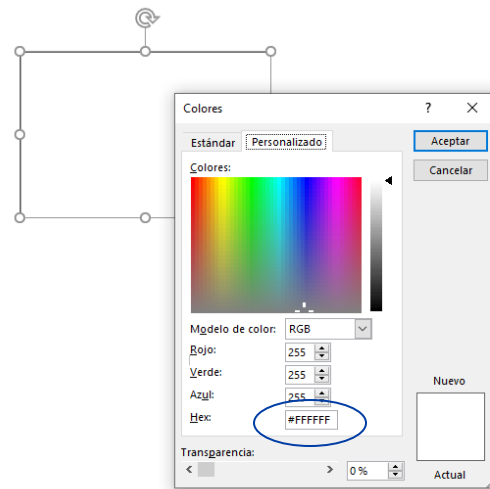 Colores ? ×
Estándar Personalizado Aceptar
Colores: Cancelar
Modelo de color: RGB
Rojo: 255
Verde: 255
Azul: 255
Hex: #FFFFFF
Nuevo
Transparencia:
< > 0 %
Actual